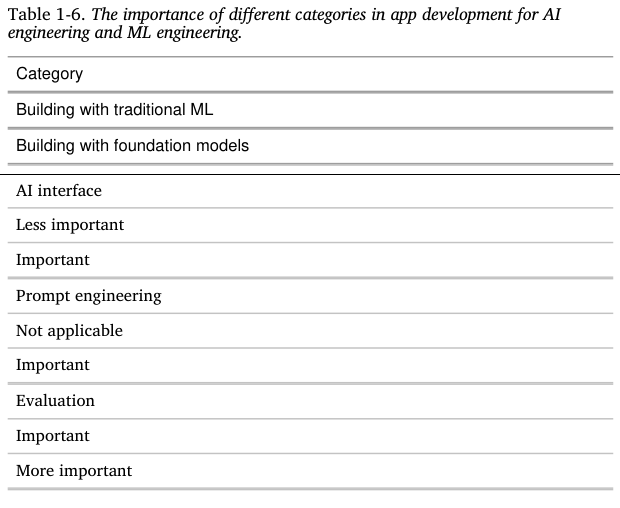 Table 1-6. The importance of different categories in app development for AI
engineering and ML engineering.
Category
Building with traditional ML
Building with foundation models
AI interface
Less important
Important
Prompt engineering
Not applicable
Important
Evaluation
Important
More important